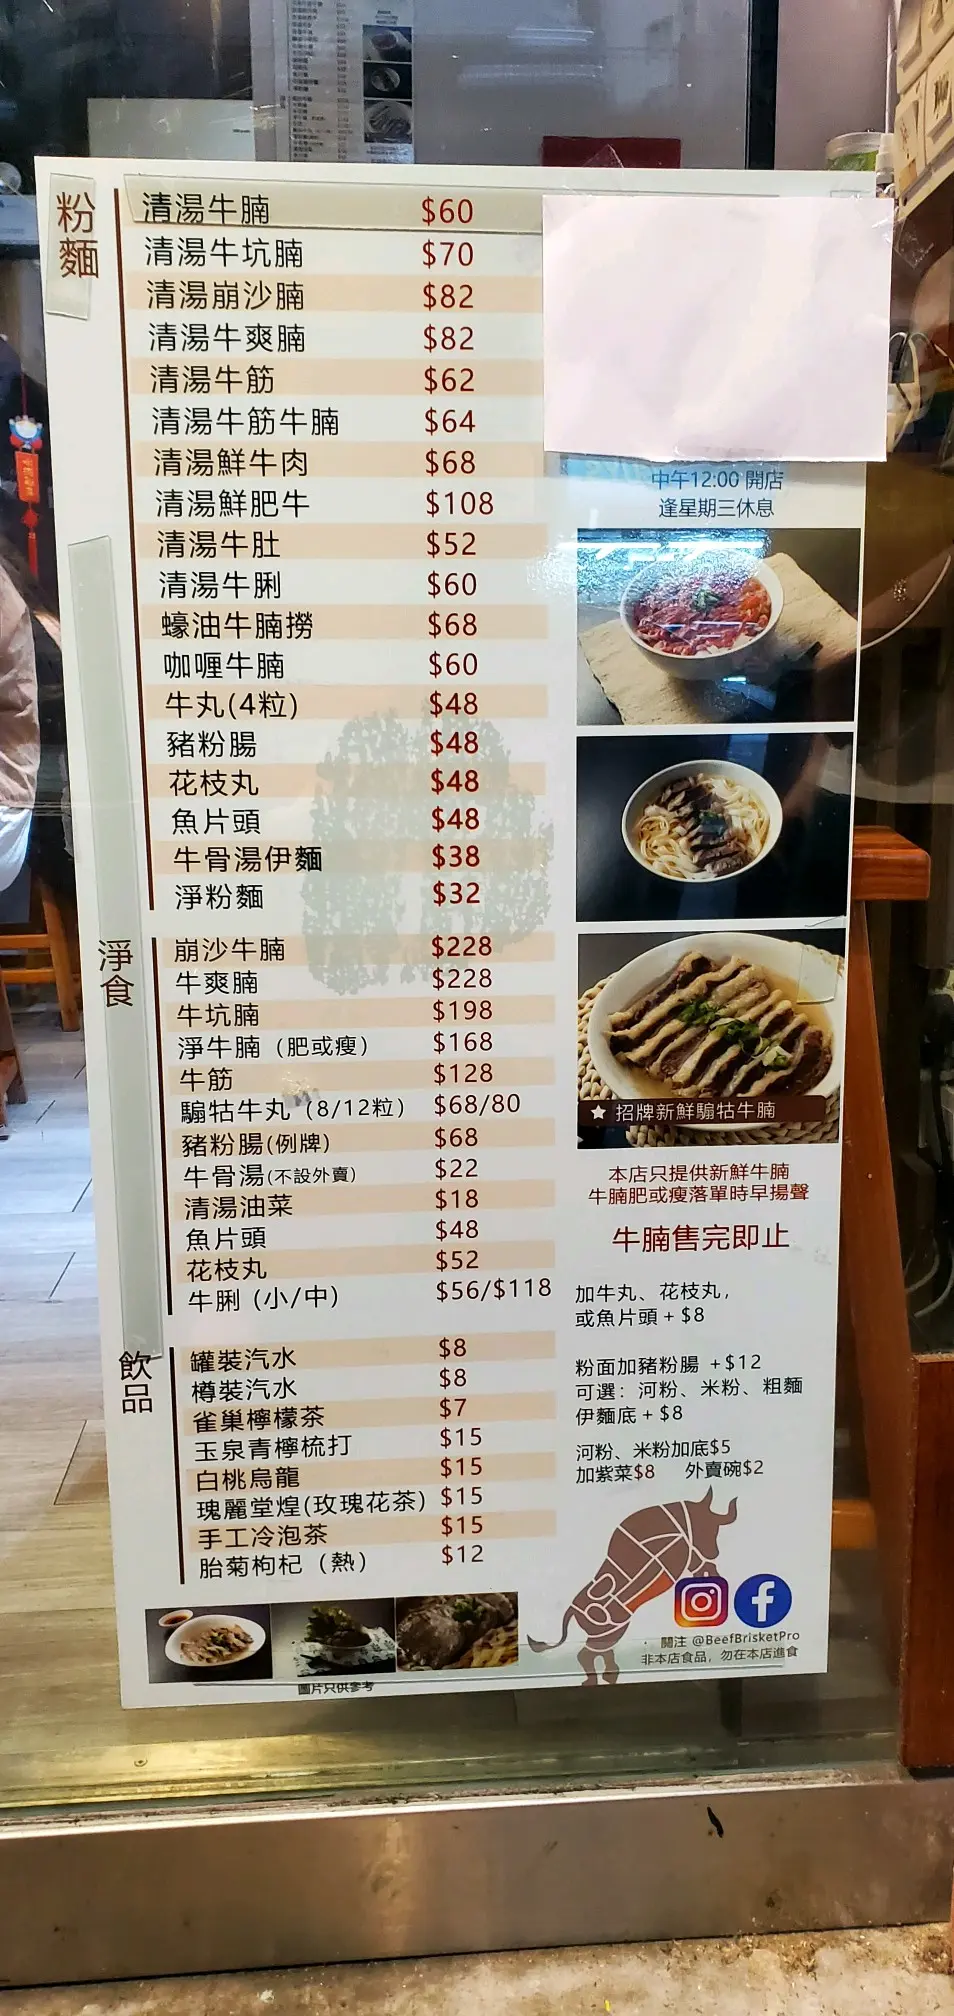 粉麵
清湯牛腩 $60
清湯牛坑腩 $70
清湯崩沙腩 $82
清湯牛爽腩 $82
清湯牛筋 $62
清湯牛筋牛腩 $64
清湯鮮牛肉 $68
清湯鮮肥牛 $108
清湯牛肚 $52
清湯牛脷 $60
蠔油牛腩撈 $68
咖喱牛腩 $60
牛丸(4粒) $48
豬粉腸 $48
花枝丸 $48
魚片頭 $48
牛骨湯伊麵 $38
淨粉麵 $32
淨食
崩沙牛腩 $228
牛爽腩 $228
牛坑腩 $198
淨牛腩（肥或瘦） $168
牛筋 $128
騸牯牛丸（8/12粒） $68/80
豬粉腸(例牌) $68
牛骨湯(不設外賣) $22
清湯油菜 $18
魚片頭 $48
花枝丸 $52
牛脷 (小/中) $56/$118
飲品
罐裝汽水 $8
樽裝汽水 $8
雀巢檸檬茶 $7
玉泉青檸梳打 $15
白桃烏龍 $15
瑰麗堂煌(玫瑰花茶) $15
手工冷泡茶 $15
胎菊枸杞（熱） $12
圖片只供參考
中午12:00 開店
逢星期三休息
★ 招牌新鮮騸牯牛腩
本店只提供新鮮牛腩
牛腩肥或瘦落單時早揚聲
牛腩售完即止
加牛丸、花枝丸，
或魚片頭 + $8
粉面加豬粉腸 +$12
可選：河粉、米粉、粗麵
伊麵底 + $8
河粉、米粉加底$5
加紫菜$8 外賣碗$2
關注 @BeefBrisketPro
非本店食品，勿在本店進食